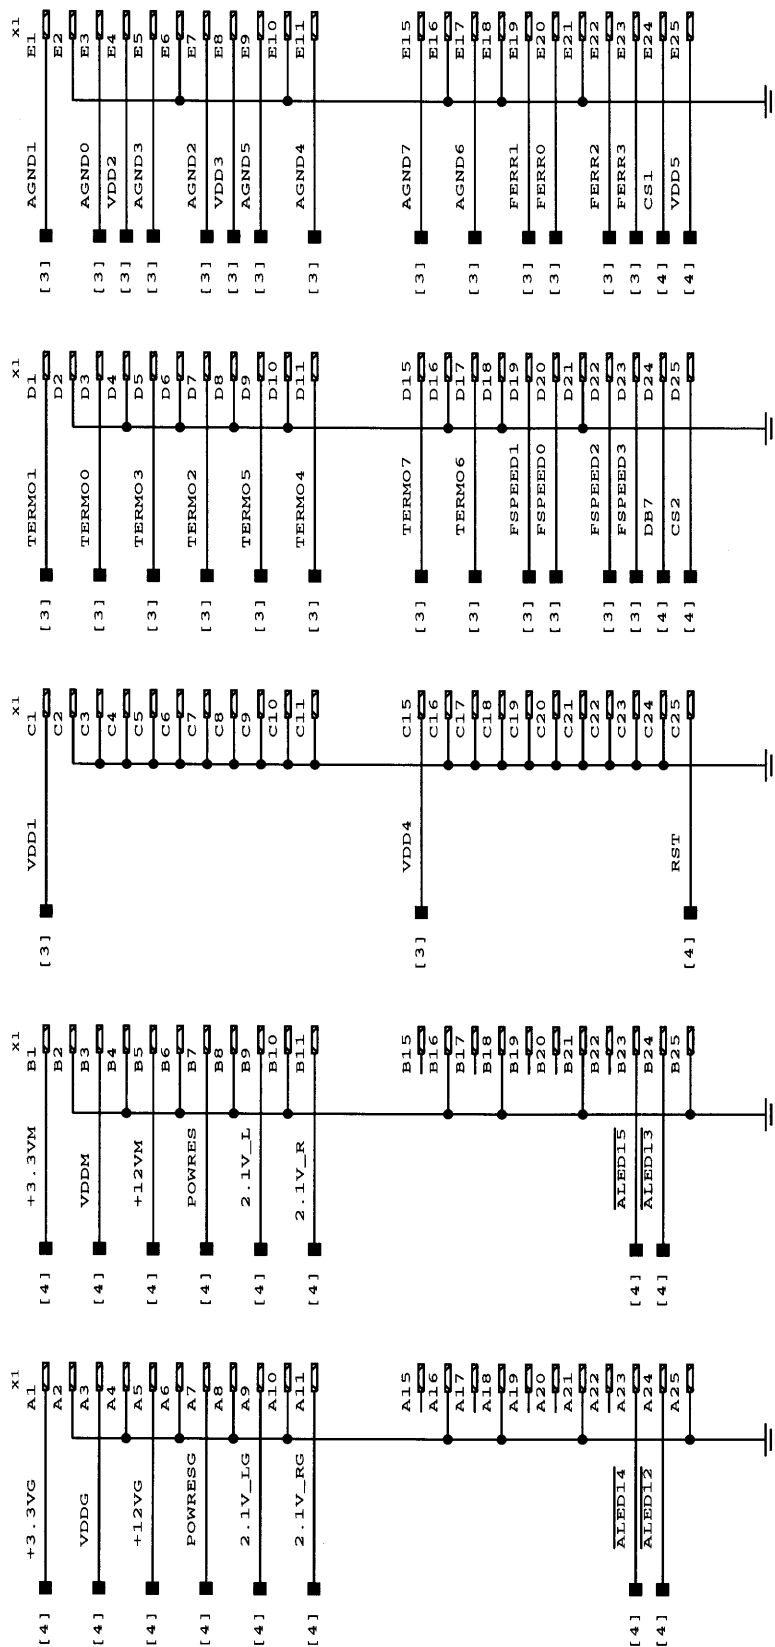 X1
[3] AGND1 E1
E2
[3] AGND0 E3
[3] VDD2 E4
[3] AGND3 E5
E6
[3] AGND2 E7
[3] VDD3 E8
[3] AGND5 E9
E10
[3] AGND4 E11
[3] AGND7 E15
E16
[3] AGND6 E17
E18
[3] FERR1 E19
[3] FERR0 E20
E21
[3] FERR2 E22
[3] FERR3 E23
[4] CS1 E24
[4] VDD5 E25
X1
[3] TERMO1 D1
D2
[3] TERMO0 D3
D4
[3] TERMO3 D5
D6
[3] TERMO2 D7
D8
[3] TERMO5 D9
D10
[3] TERMO4 D11
[3] TERMO7 D15
D16
[3] TERMO6 D17
D18
[3] FSPEED1 D19
[3] FSPEED0 D20
D21
[3] FSPEED2 D22
[3] FSPEED3 D23
[4] DB7 D24
[4] CS2 D25
X1
[3] VDD1 C1
C2
C3
C4
C5
C6
C7
C8
C9
C10
C11
[3] VDD4 C15
C16
C17
C18
C19
C20
C21
C22
C23
C24
[4] RST C25
X1
[4] +3.3VM B1
B2
[4] VDDM B3
B4
[4] +12VM B5
B6
[4] POWRES B7
B8
[4] 2.1V_L B9
B10
[4] 2.1V_R B11
B15
B16
B17
B18
B19
B20
B21
B22
[4] ALED15 B23
[4] ALED13 B24
B25
X1
[4] +3.3VG A1
A2
[4] VDDG A3
A4
[4] +12VG A5
A6
[4] POWRESG A7
A8
[4] 2.1V_LG A9
A10
[4] 2.1V_RG A11
A15
A16
A17
A18
A19
A20
A21
A22
[4] ALED14 A23
[4] ALED12 A24
A25